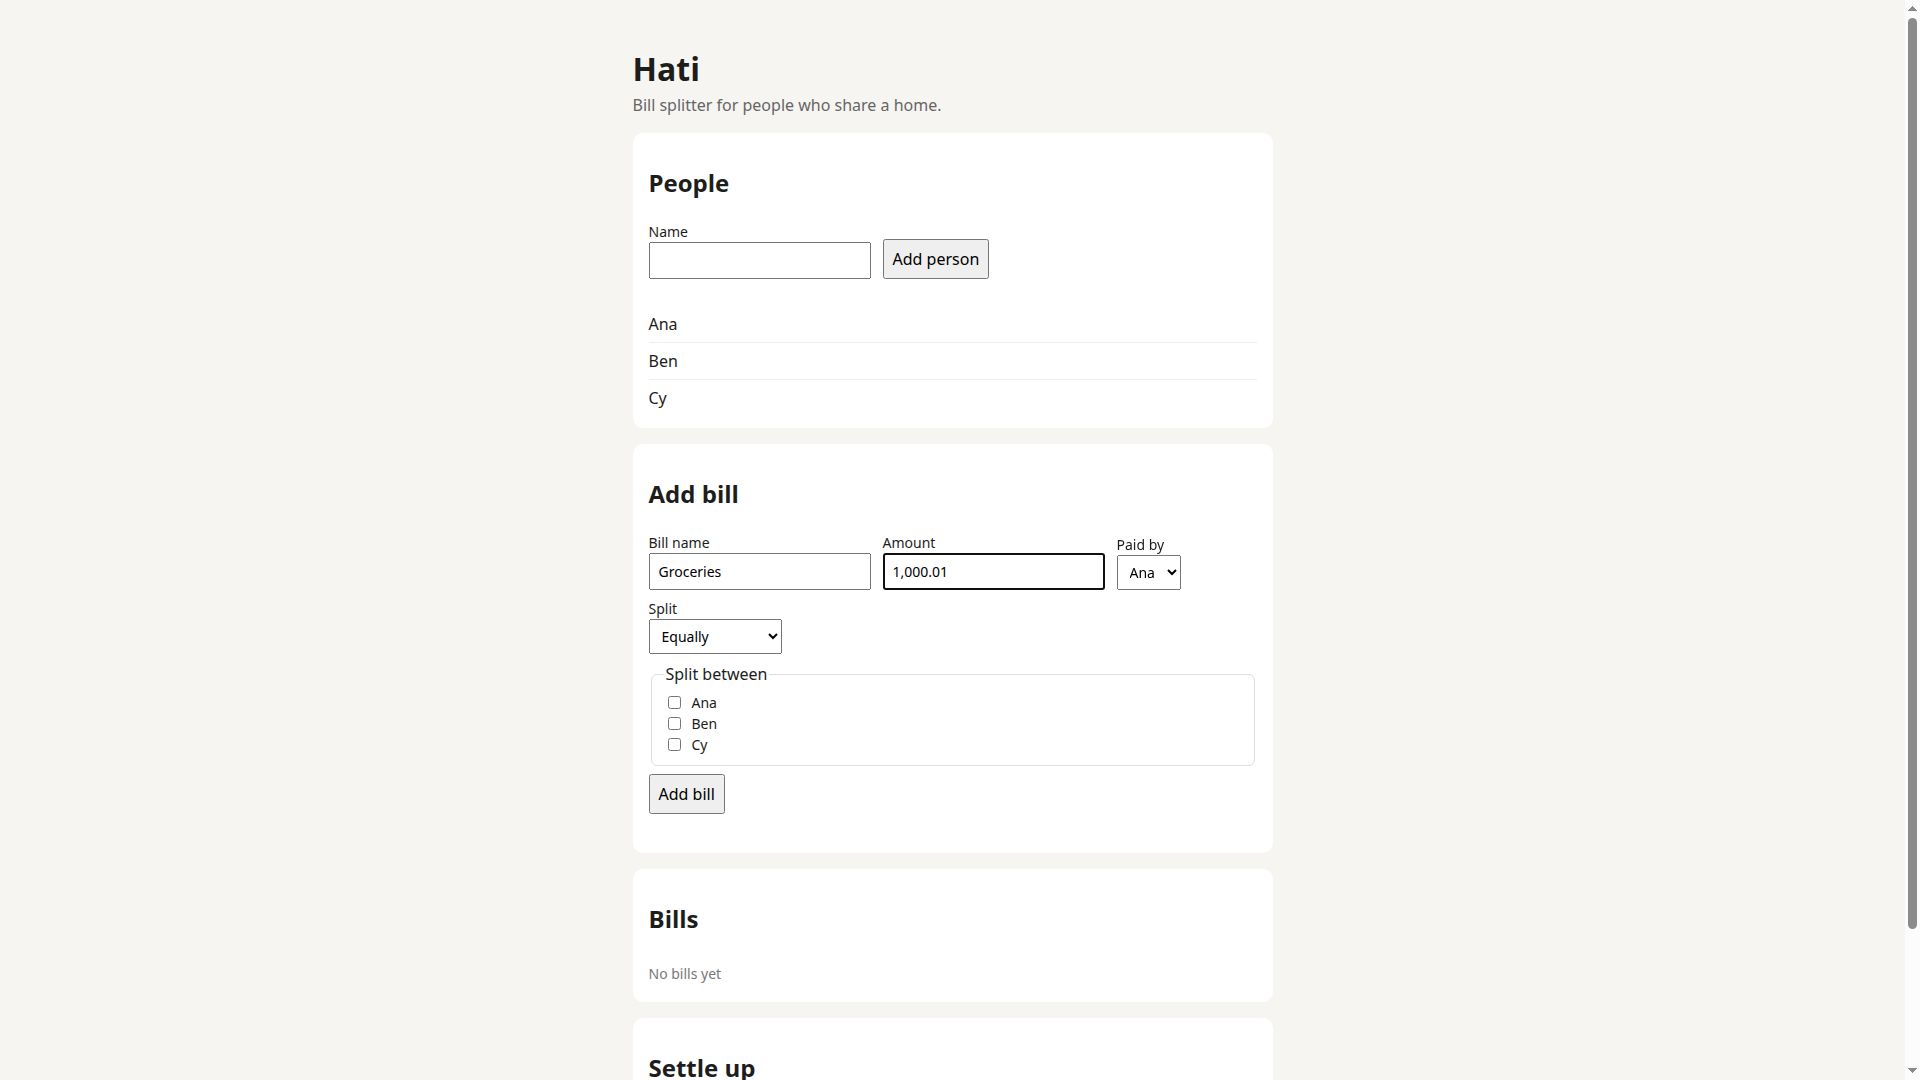 Hati
Bill splitter for people who share a home.
People
Name
Add person
Ana
Ben
Cy
Add bill
Bill name Amount Paid by
Groceries 1,000.01 Ana
Split
Equally
Split between
Ana
Ben
Cy
Add bill
Bills
No bills yet
Settle up